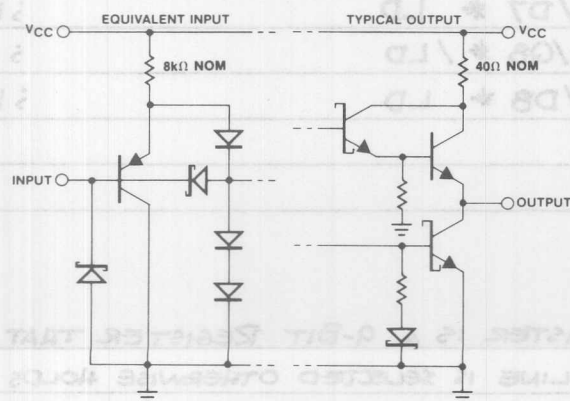 EQUIVALENT INPUT
TYPICAL OUTPUT
VCC
VCC
8kΩ NOM
40Ω NOM
INPUT
OUTPUT